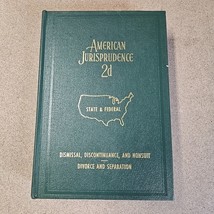 AMERICAN
JURISPRUDENCE
2d
STATE & FEDERAL
DISMISSAL, DISCONTINUANCE, AND NONSUIT
DIVORCE AND SEPARATION